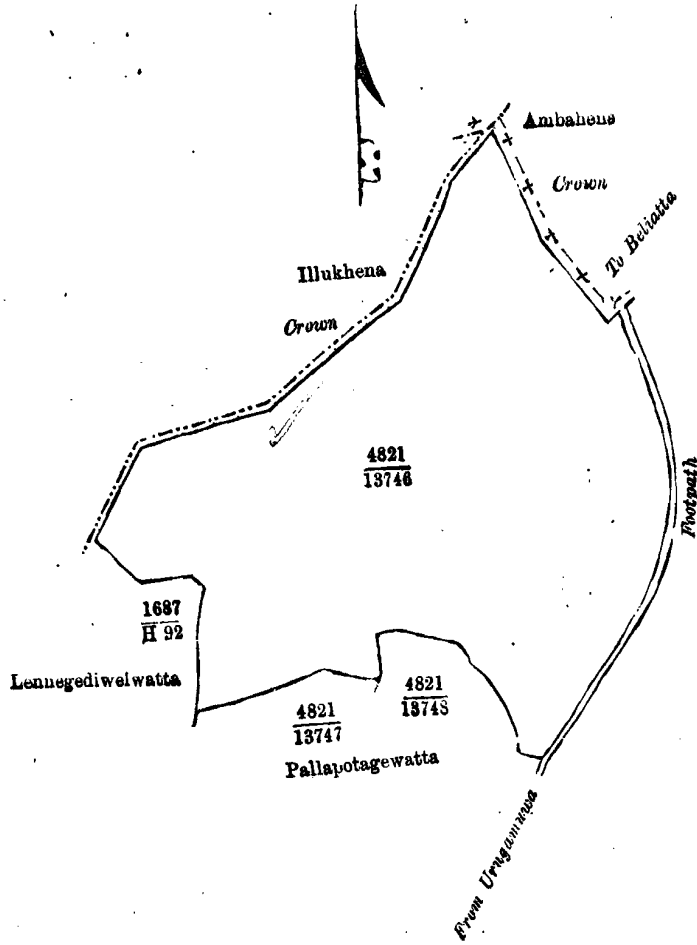 Ambahena
Crown
To Beliatta
Illukhena
Crown
4821
13746
Footpath
1687
H 92
Lennegediwelwatta
4821
13748
4821
13747
Pallapotagewatta
From Urugamuwa